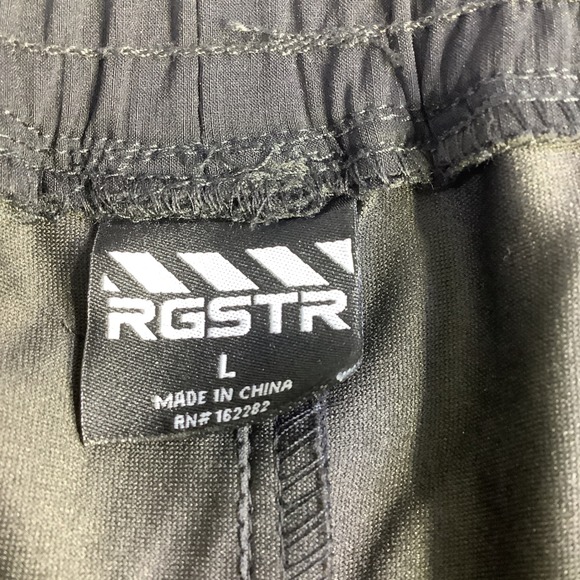 RGSTR
L
MADE IN CHINA
RN# 162282